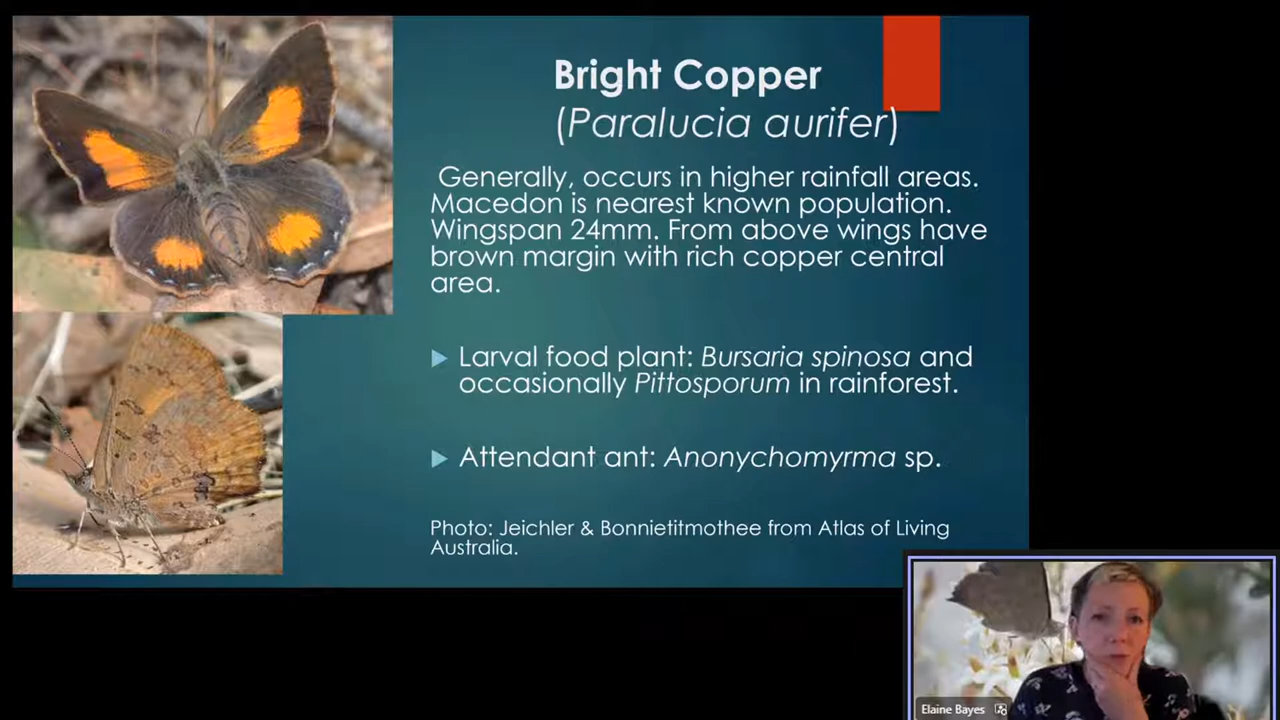 Bright Copper
(Paralucia aurifer)
Generally, occurs in higher rainfall areas.
Macedon is nearest known population.
Wingspan 24mm. From above wings have
brown margin with rich copper central
area.
Larval food plant: Bursaria spinosa and
occasionally Pittosporum in rainforest.
Attendant ant: Anonychomyrma sp.
Photo: Jeichler & Bonnietitmothee from Atlas of Living
Australia.
Elaine Bayes